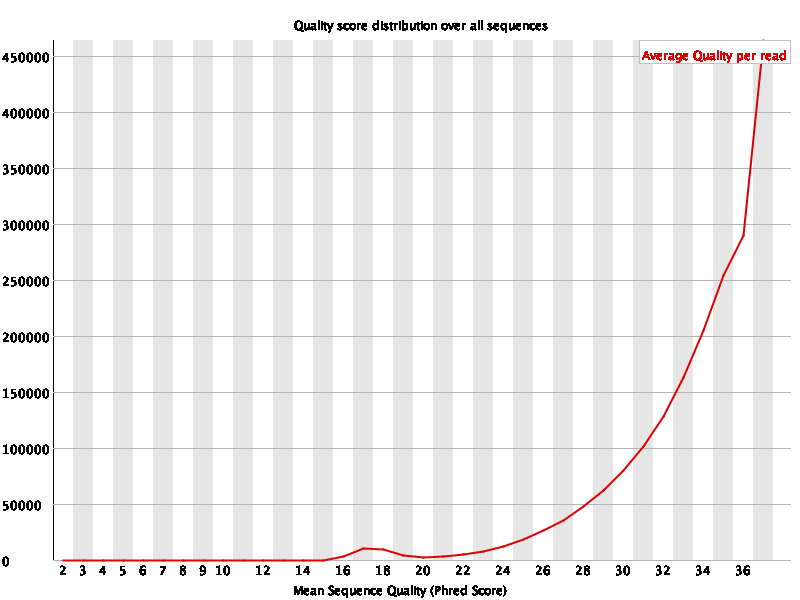 Quality score distribution over all sequences
Average Quality per read
450000
400000
350000
300000
250000
200000
150000
100000
50000
0
2 3 4 5 6 7 8 9 10 12 14 16 18 20 22 24 26 28 30 32 34 36
Mean Sequence Quality (Phred Score)